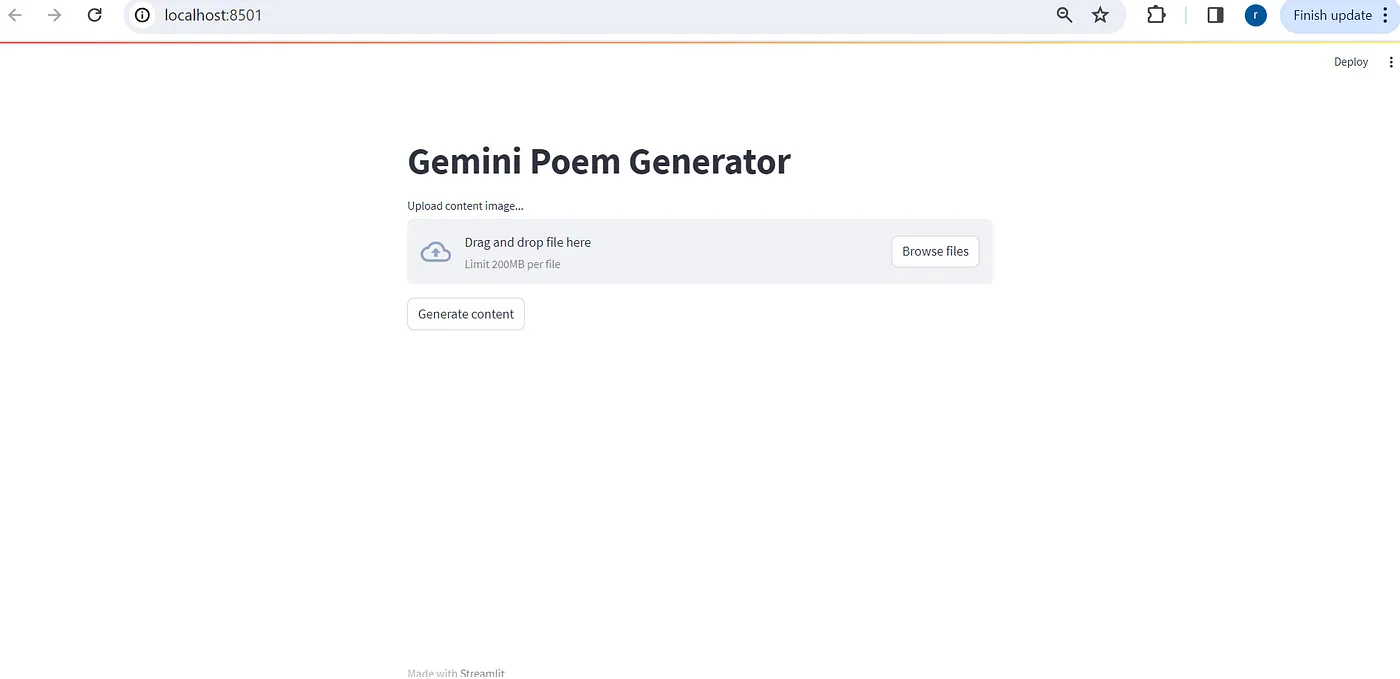 localhost:8501
r
Finish update
Deploy
Gemini Poem Generator
Upload content image...
Drag and drop file here
Limit 200MB per file
Browse files
Generate content
Made with Streamlit